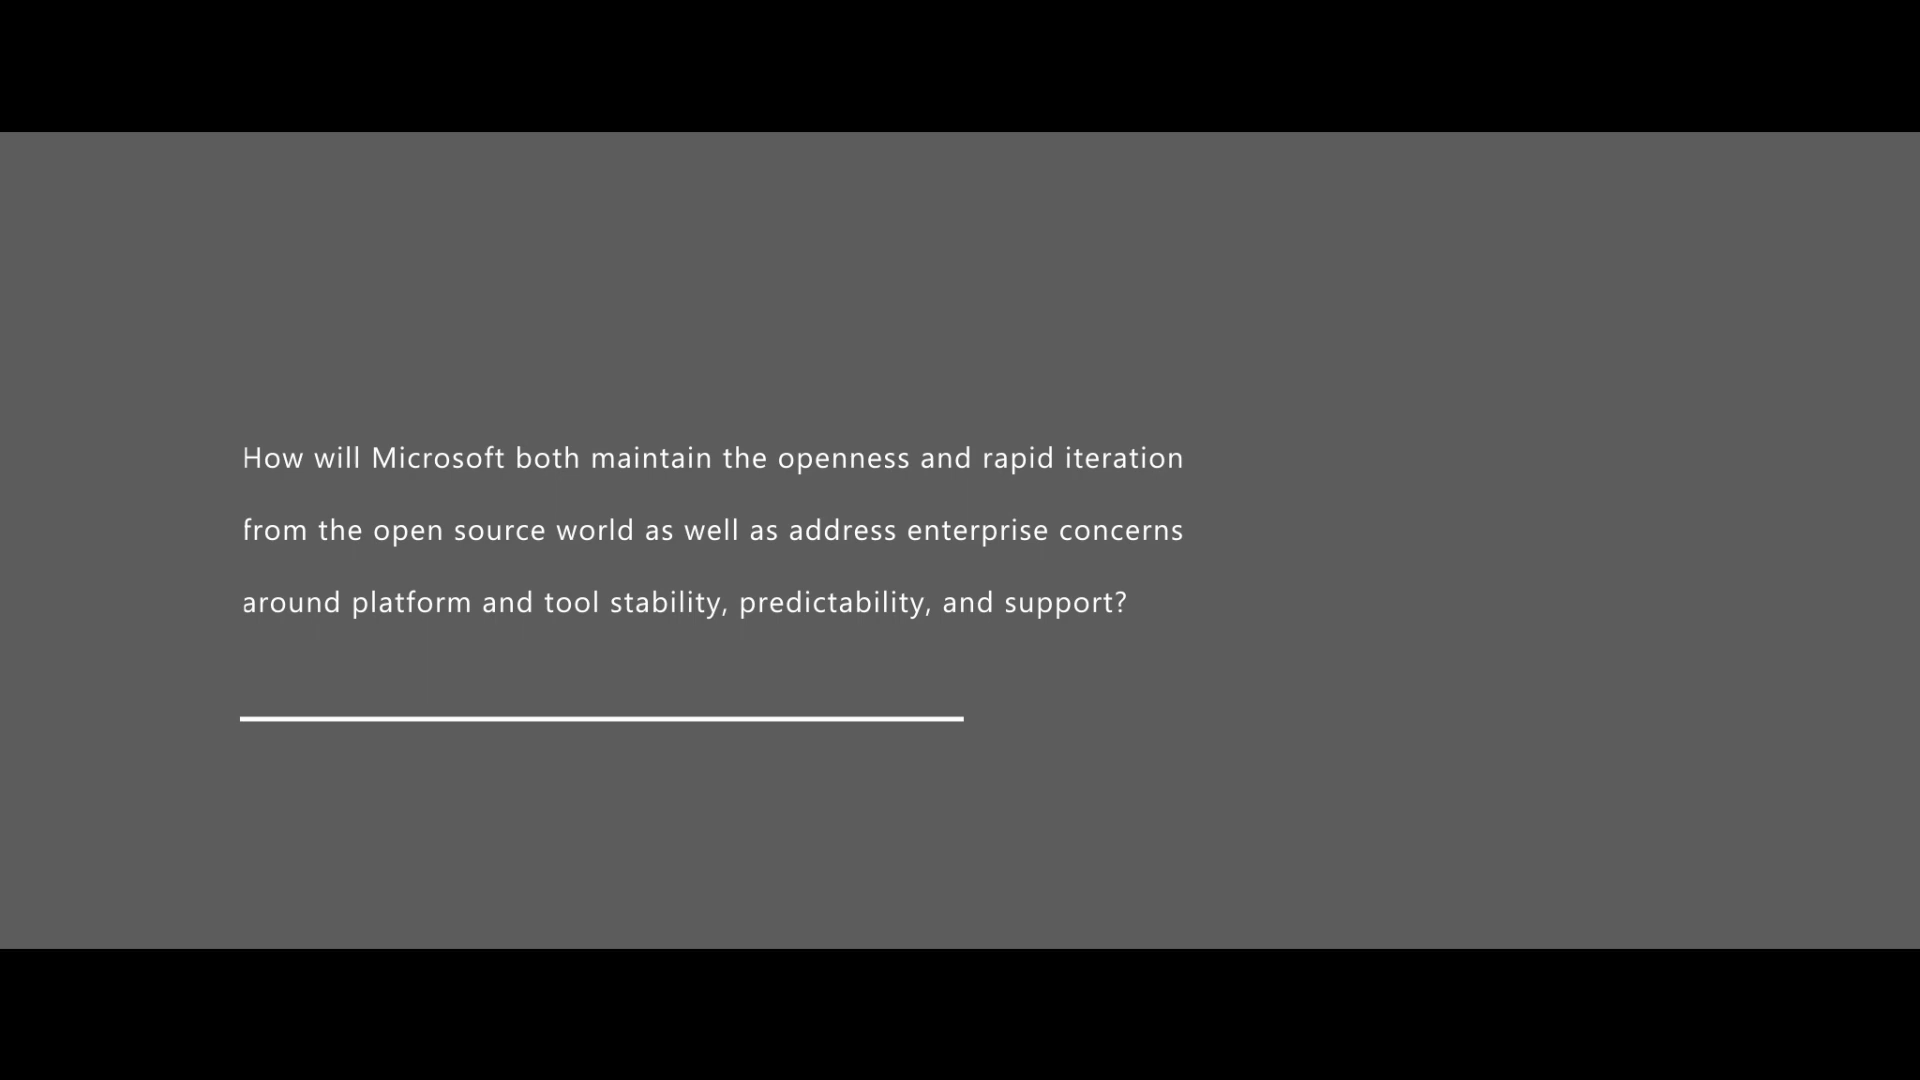 How will Microsoft both maintain the openness and rapid iteration
from the open source world as well as address enterprise concerns
around platform and tool stability, predictability, and support?